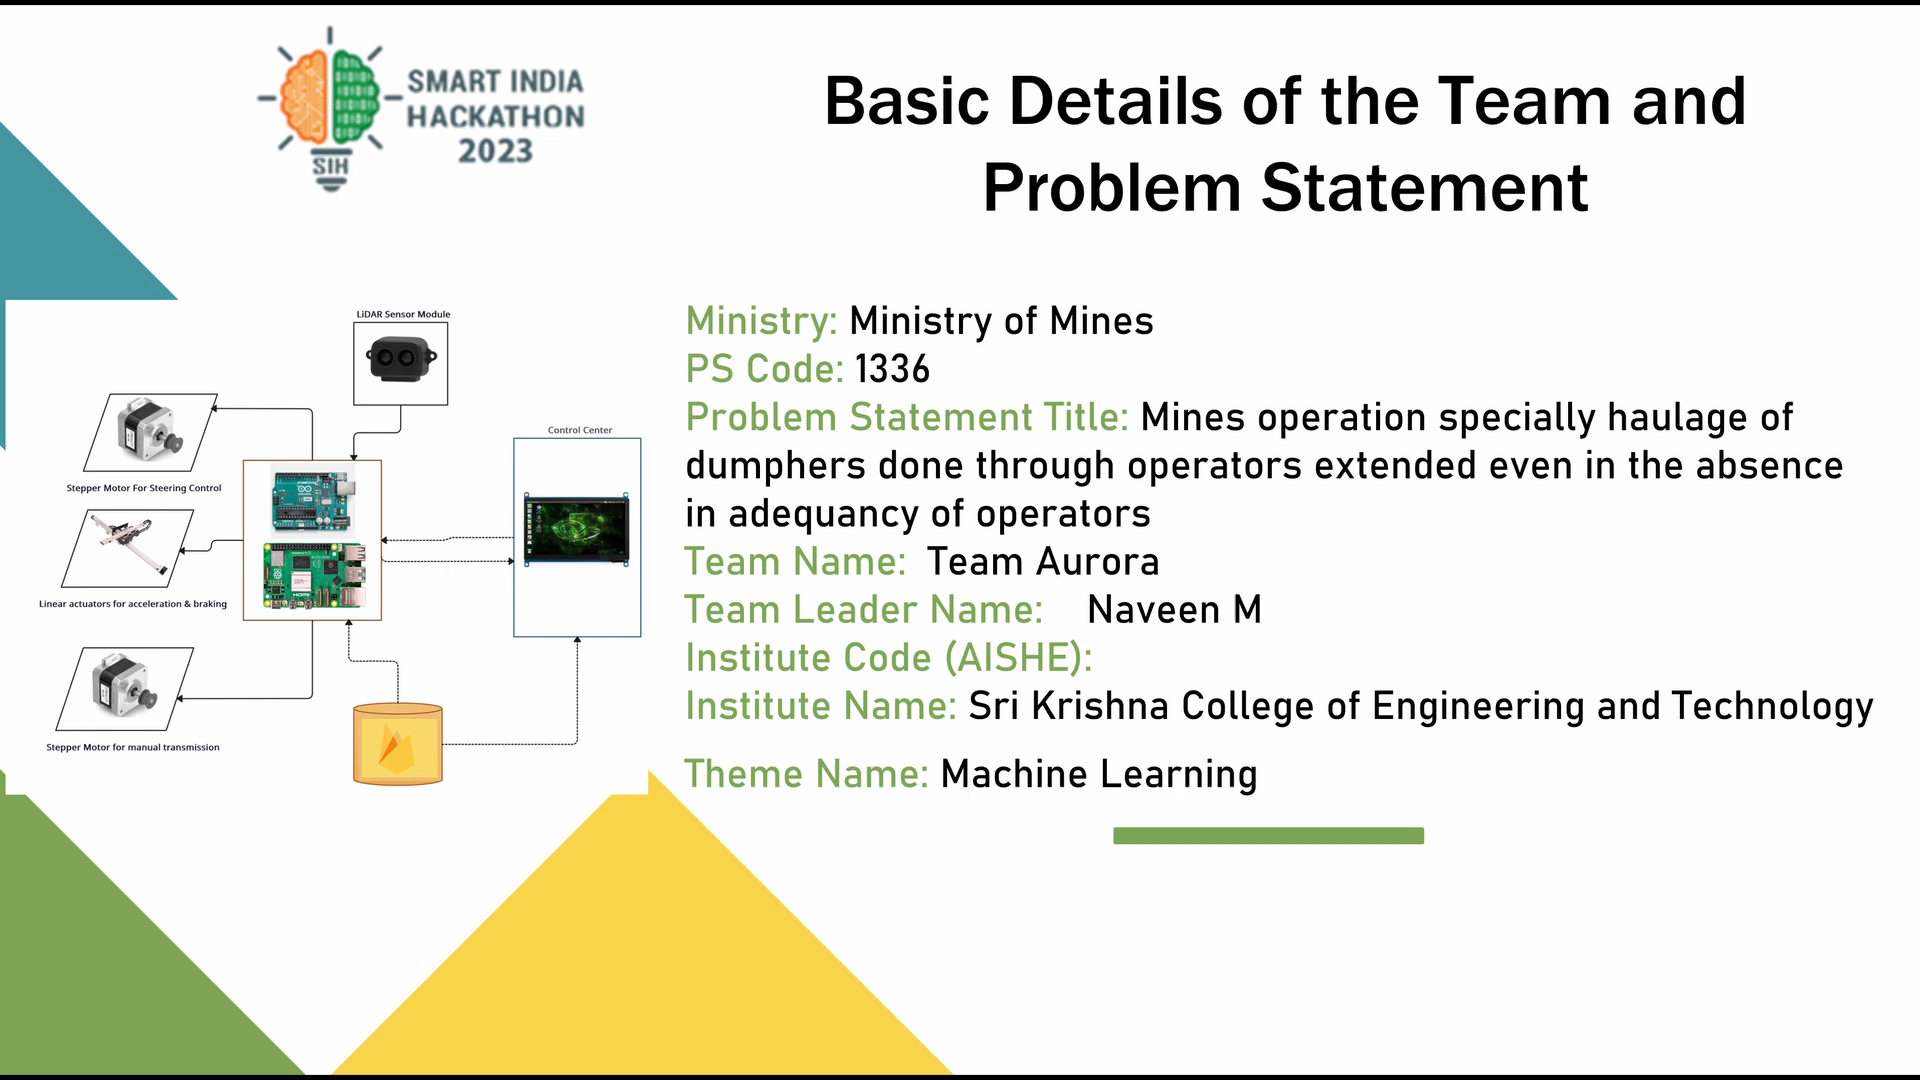 SMART INDIA
HACKATHON
2023
SIH
Basic Details of the Team and
Problem Statement
LiDAR Sensor Module
Stepper Motor For Steering Control
Linear actuators for acceleration & braking
Stepper Motor for manual transmission
Control Center
Ministry: Ministry of Mines
PS Code: 1336
Problem Statement Title: Mines operation specially haulage of
dumphers done through operators extended even in the absence
in adequancy of operators
Team Name: Team Aurora
Team Leader Name: Naveen M
Institute Code (AISHE):
Institute Name: Sri Krishna College of Engineering and Technology
Theme Name: Machine Learning